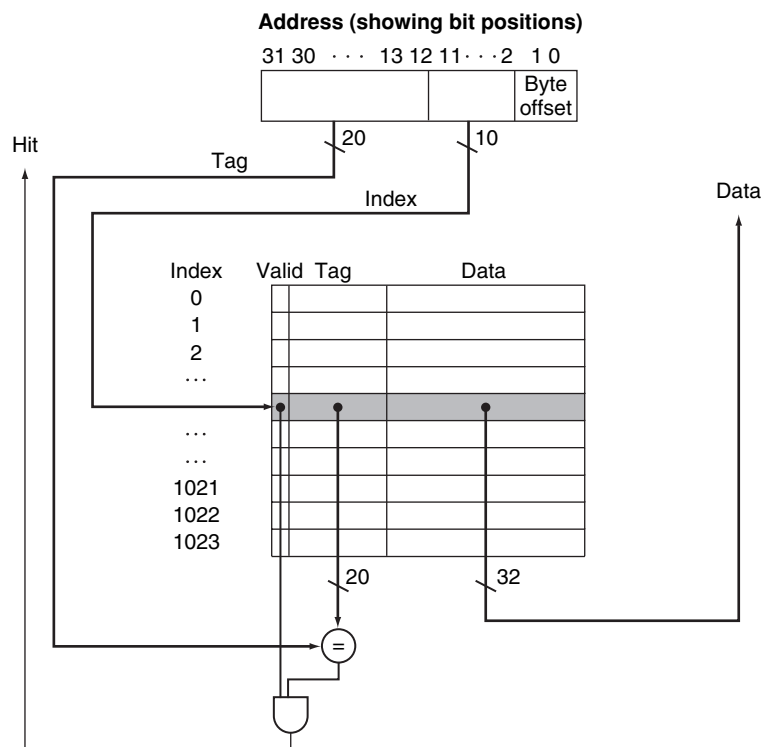 Address (showing bit positions)
31 30 · · · 13 12 11 · · · 2 1 0
Byte
offset
20
10
Hit
Tag
Index
Data
Index Valid Tag Data
0
1
2
· · ·
· · ·
· · ·
1021
1022
1023
20
32
=